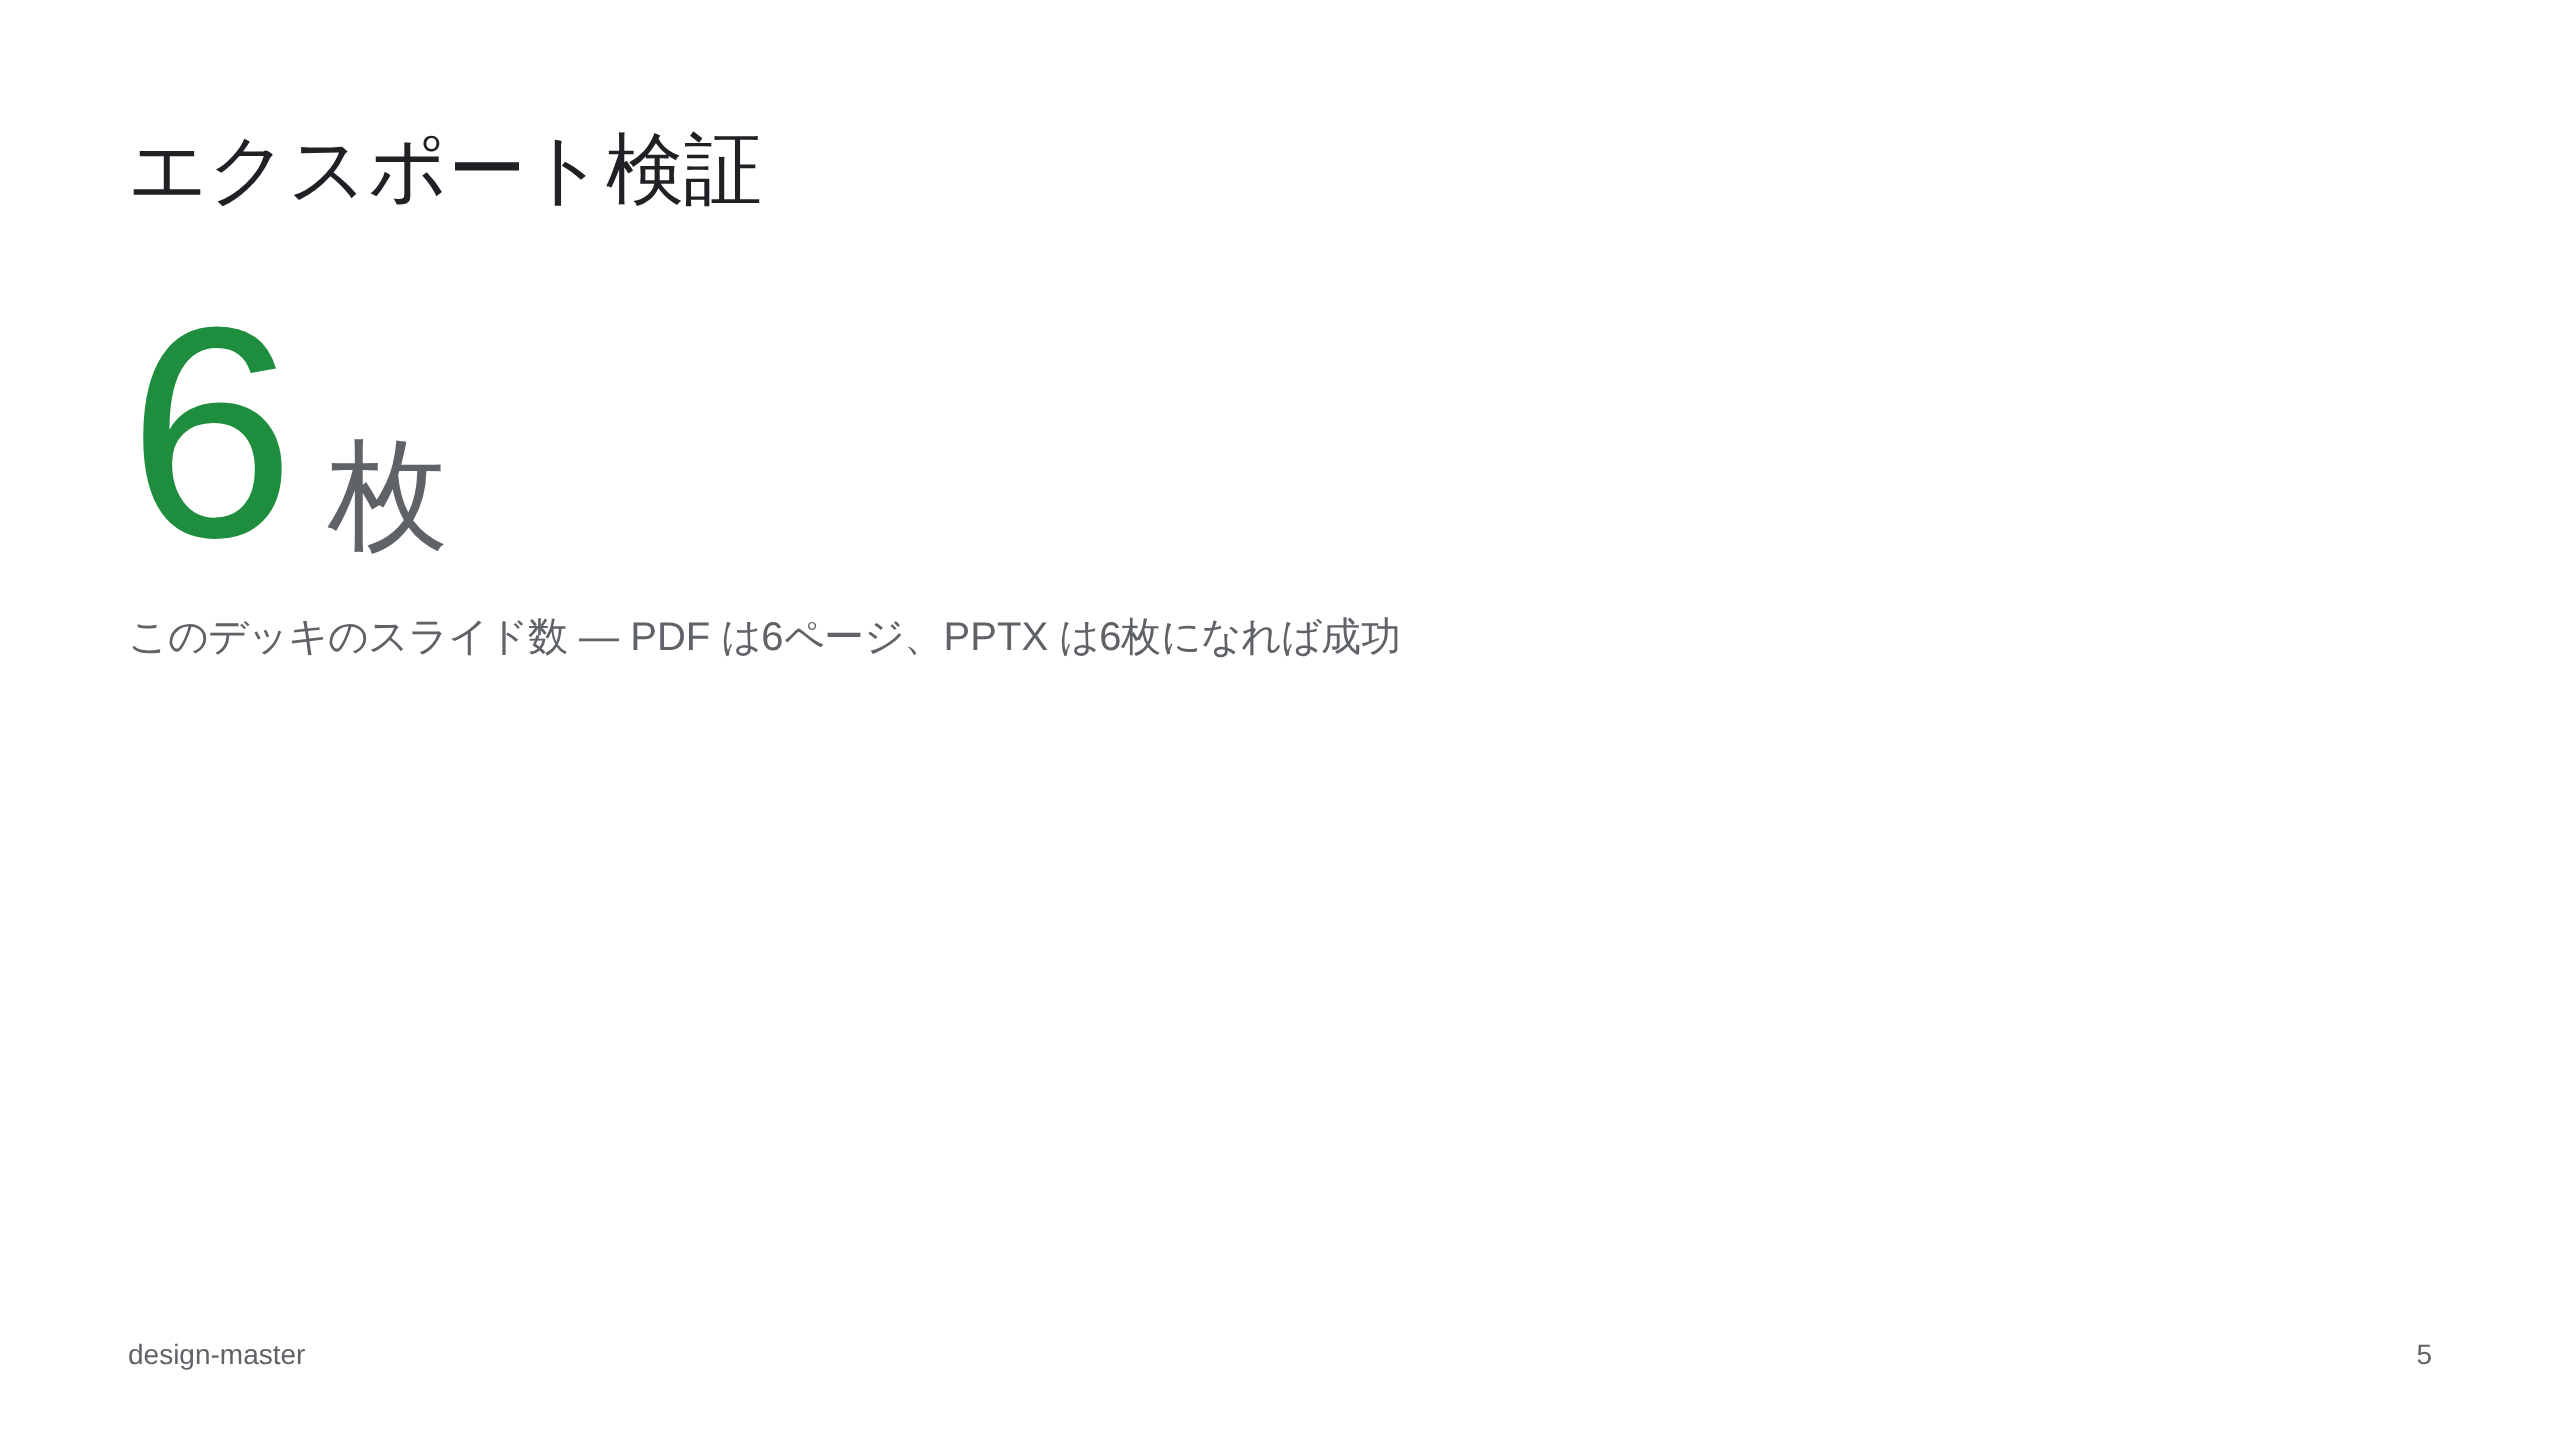 エクスポート検証
6 枚
このデッキのスライド数 — PDF は6ページ、PPTX は6枚になれば成功
design-master
5